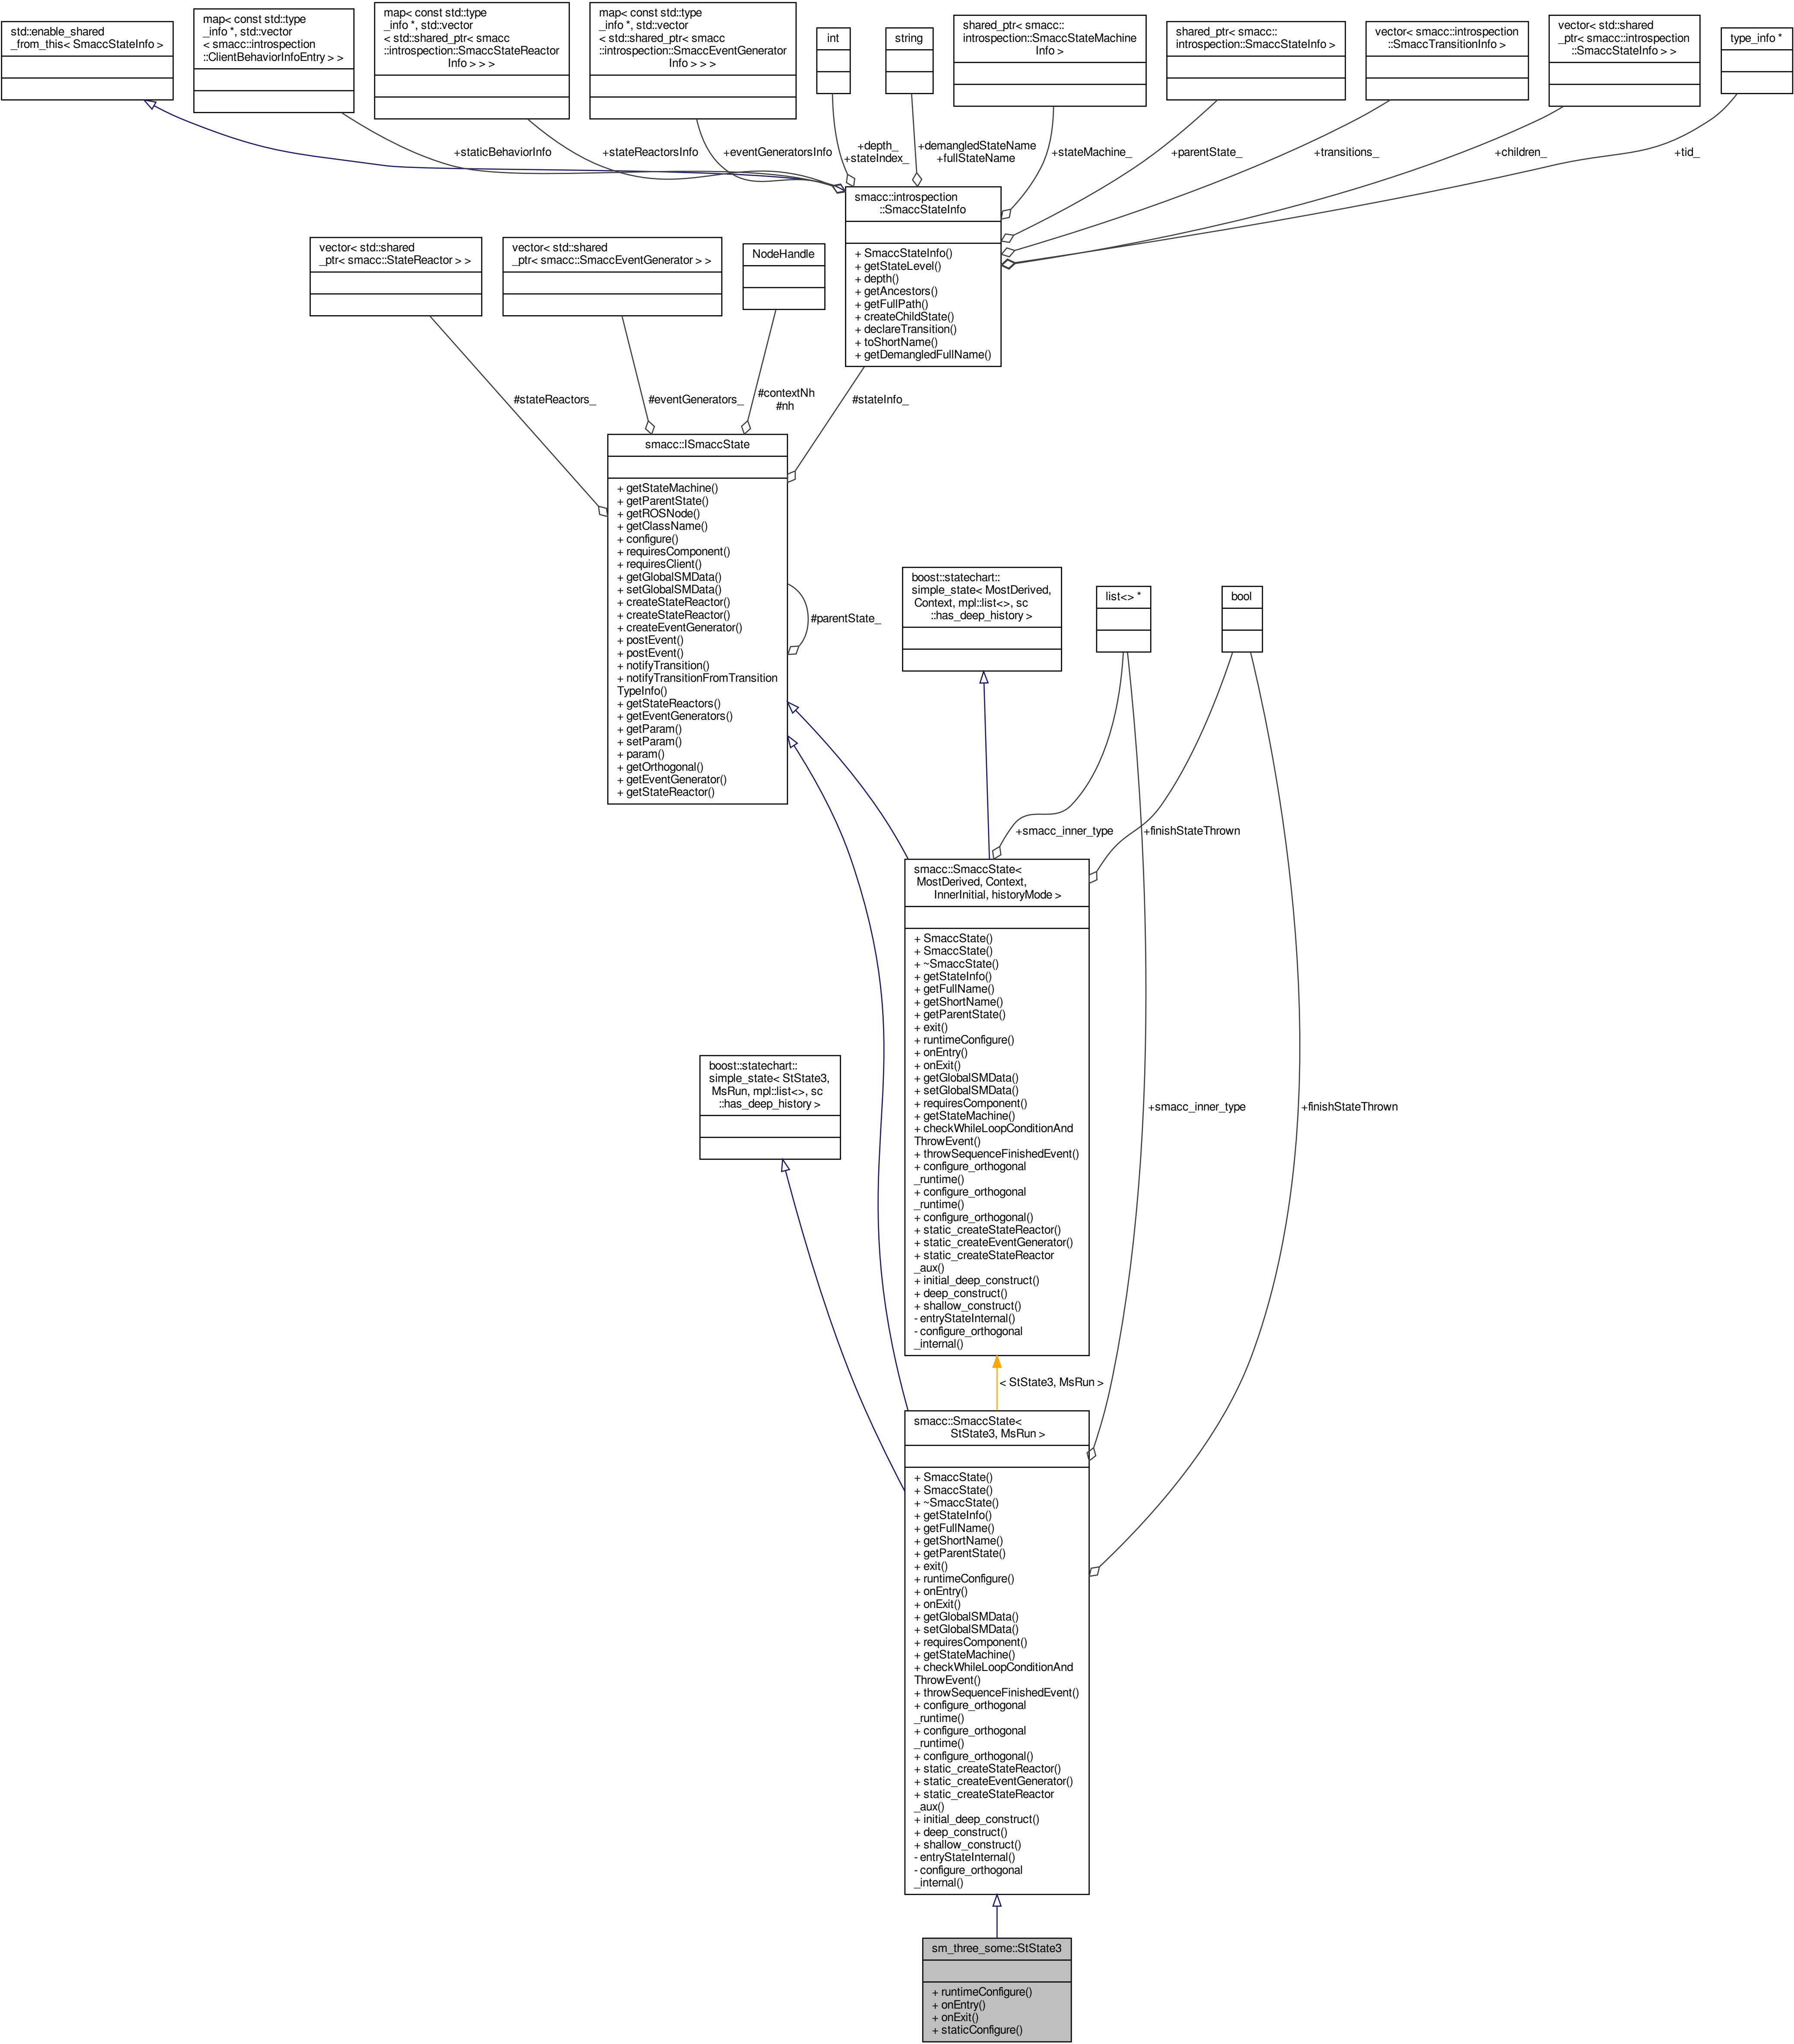 std::enable_shared
_from_this< SmaccStateInfo >
map< const std::type
_info *, std::vector
< smacc::introspection
::ClientBehaviorInfoEntry > >
map< const std::type
_info *, std::vector
< std::shared_ptr< smacc
::introspection::SmaccStateReactor
Info > > >
map< const std::type
_info *, std::vector
< std::shared_ptr< smacc
::introspection::SmaccEventGenerator
Info > > >
int
string
shared_ptr< smacc::
introspection::SmaccStateMachine
Info >
shared_ptr< smacc::
introspection::SmaccStateInfo >
vector< smacc::introspection
::SmaccTransitionInfo >
vector< std::shared
_ptr< smacc::introspection
::SmaccStateInfo > >
type_info *
+staticBehaviorInfo
+stateReactorsInfo
+eventGeneratorsInfo
+depth_
+stateIndex_
+demangledStateName
+fullStateName
+stateMachine_
+parentState_
+transitions_
+children_
+tid_
smacc::introspection
::SmaccStateInfo
+ SmaccStateInfo()
+ getStateLevel()
+ depth()
+ getAncestors()
+ getFullPath()
+ createChildState()
+ declareTransition()
+ toShortName()
+ getDemangledFullName()
vector< std::shared
_ptr< smacc::StateReactor > >
vector< std::shared
_ptr< smacc::SmaccEventGenerator > >
NodeHandle
#stateReactors_
#eventGenerators_
#contextNh
#nh
#stateInfo_
smacc::ISmaccState
+ getStateMachine()
+ getParentState()
+ getROSNode()
+ getClassName()
+ configure()
+ requiresComponent()
+ requiresClient()
+ getGlobalSMData()
+ setGlobalSMData()
+ createStateReactor()
+ createStateReactor()
+ createEventGenerator()
+ postEvent()
+ postEvent()
+ notifyTransition()
+ notifyTransitionFromTransition
TypeInfo()
+ getStateReactors()
+ getEventGenerators()
+ getParam()
+ setParam()
+ param()
+ getOrthogonal()
+ getEventGenerator()
+ getStateReactor()
#parentState_
boost::statechart::
simple_state< MostDerived,
Context, mpl::list<>, sc
::has_deep_history >
list<> *
bool
+smacc_inner_type
+finishStateThrown
smacc::SmaccState<
MostDerived, Context,
InnerInitial, historyMode >
+ SmaccState()
+ SmaccState()
+ ~SmaccState()
+ getStateInfo()
+ getFullName()
+ getShortName()
+ getParentState()
+ exit()
+ runtimeConfigure()
+ onEntry()
+ onExit()
+ getGlobalSMData()
+ setGlobalSMData()
+ requiresComponent()
+ getStateMachine()
+ checkWhileLoopConditionAnd
ThrowEvent()
+ throwSequenceFinishedEvent()
+ configure_orthogonal
_runtime()
+ configure_orthogonal
_runtime()
+ configure_orthogonal()
+ static_createStateReactor()
+ static_createEventGenerator()
+ static_createStateReactor
_aux()
+ initial_deep_construct()
+ deep_construct()
+ shallow_construct()
- entryStateInternal()
- configure_orthogonal
_internal()
boost::statechart::
simple_state< StState3,
MsRun, mpl::list<>, sc
::has_deep_history >
+smacc_inner_type
+finishStateThrown
< StState3, MsRun >
smacc::SmaccState<
StState3, MsRun >
+ SmaccState()
+ SmaccState()
+ ~SmaccState()
+ getStateInfo()
+ getFullName()
+ getShortName()
+ getParentState()
+ exit()
+ runtimeConfigure()
+ onEntry()
+ onExit()
+ getGlobalSMData()
+ setGlobalSMData()
+ requiresComponent()
+ getStateMachine()
+ checkWhileLoopConditionAnd
ThrowEvent()
+ throwSequenceFinishedEvent()
+ configure_orthogonal
_runtime()
+ configure_orthogonal
_runtime()
+ configure_orthogonal()
+ static_createStateReactor()
+ static_createEventGenerator()
+ static_createStateReactor
_aux()
+ initial_deep_construct()
+ deep_construct()
+ shallow_construct()
- entryStateInternal()
- configure_orthogonal
_internal()
sm_three_some::StState3
+ runtimeConfigure()
+ onEntry()
+ onExit()
+ staticConfigure()